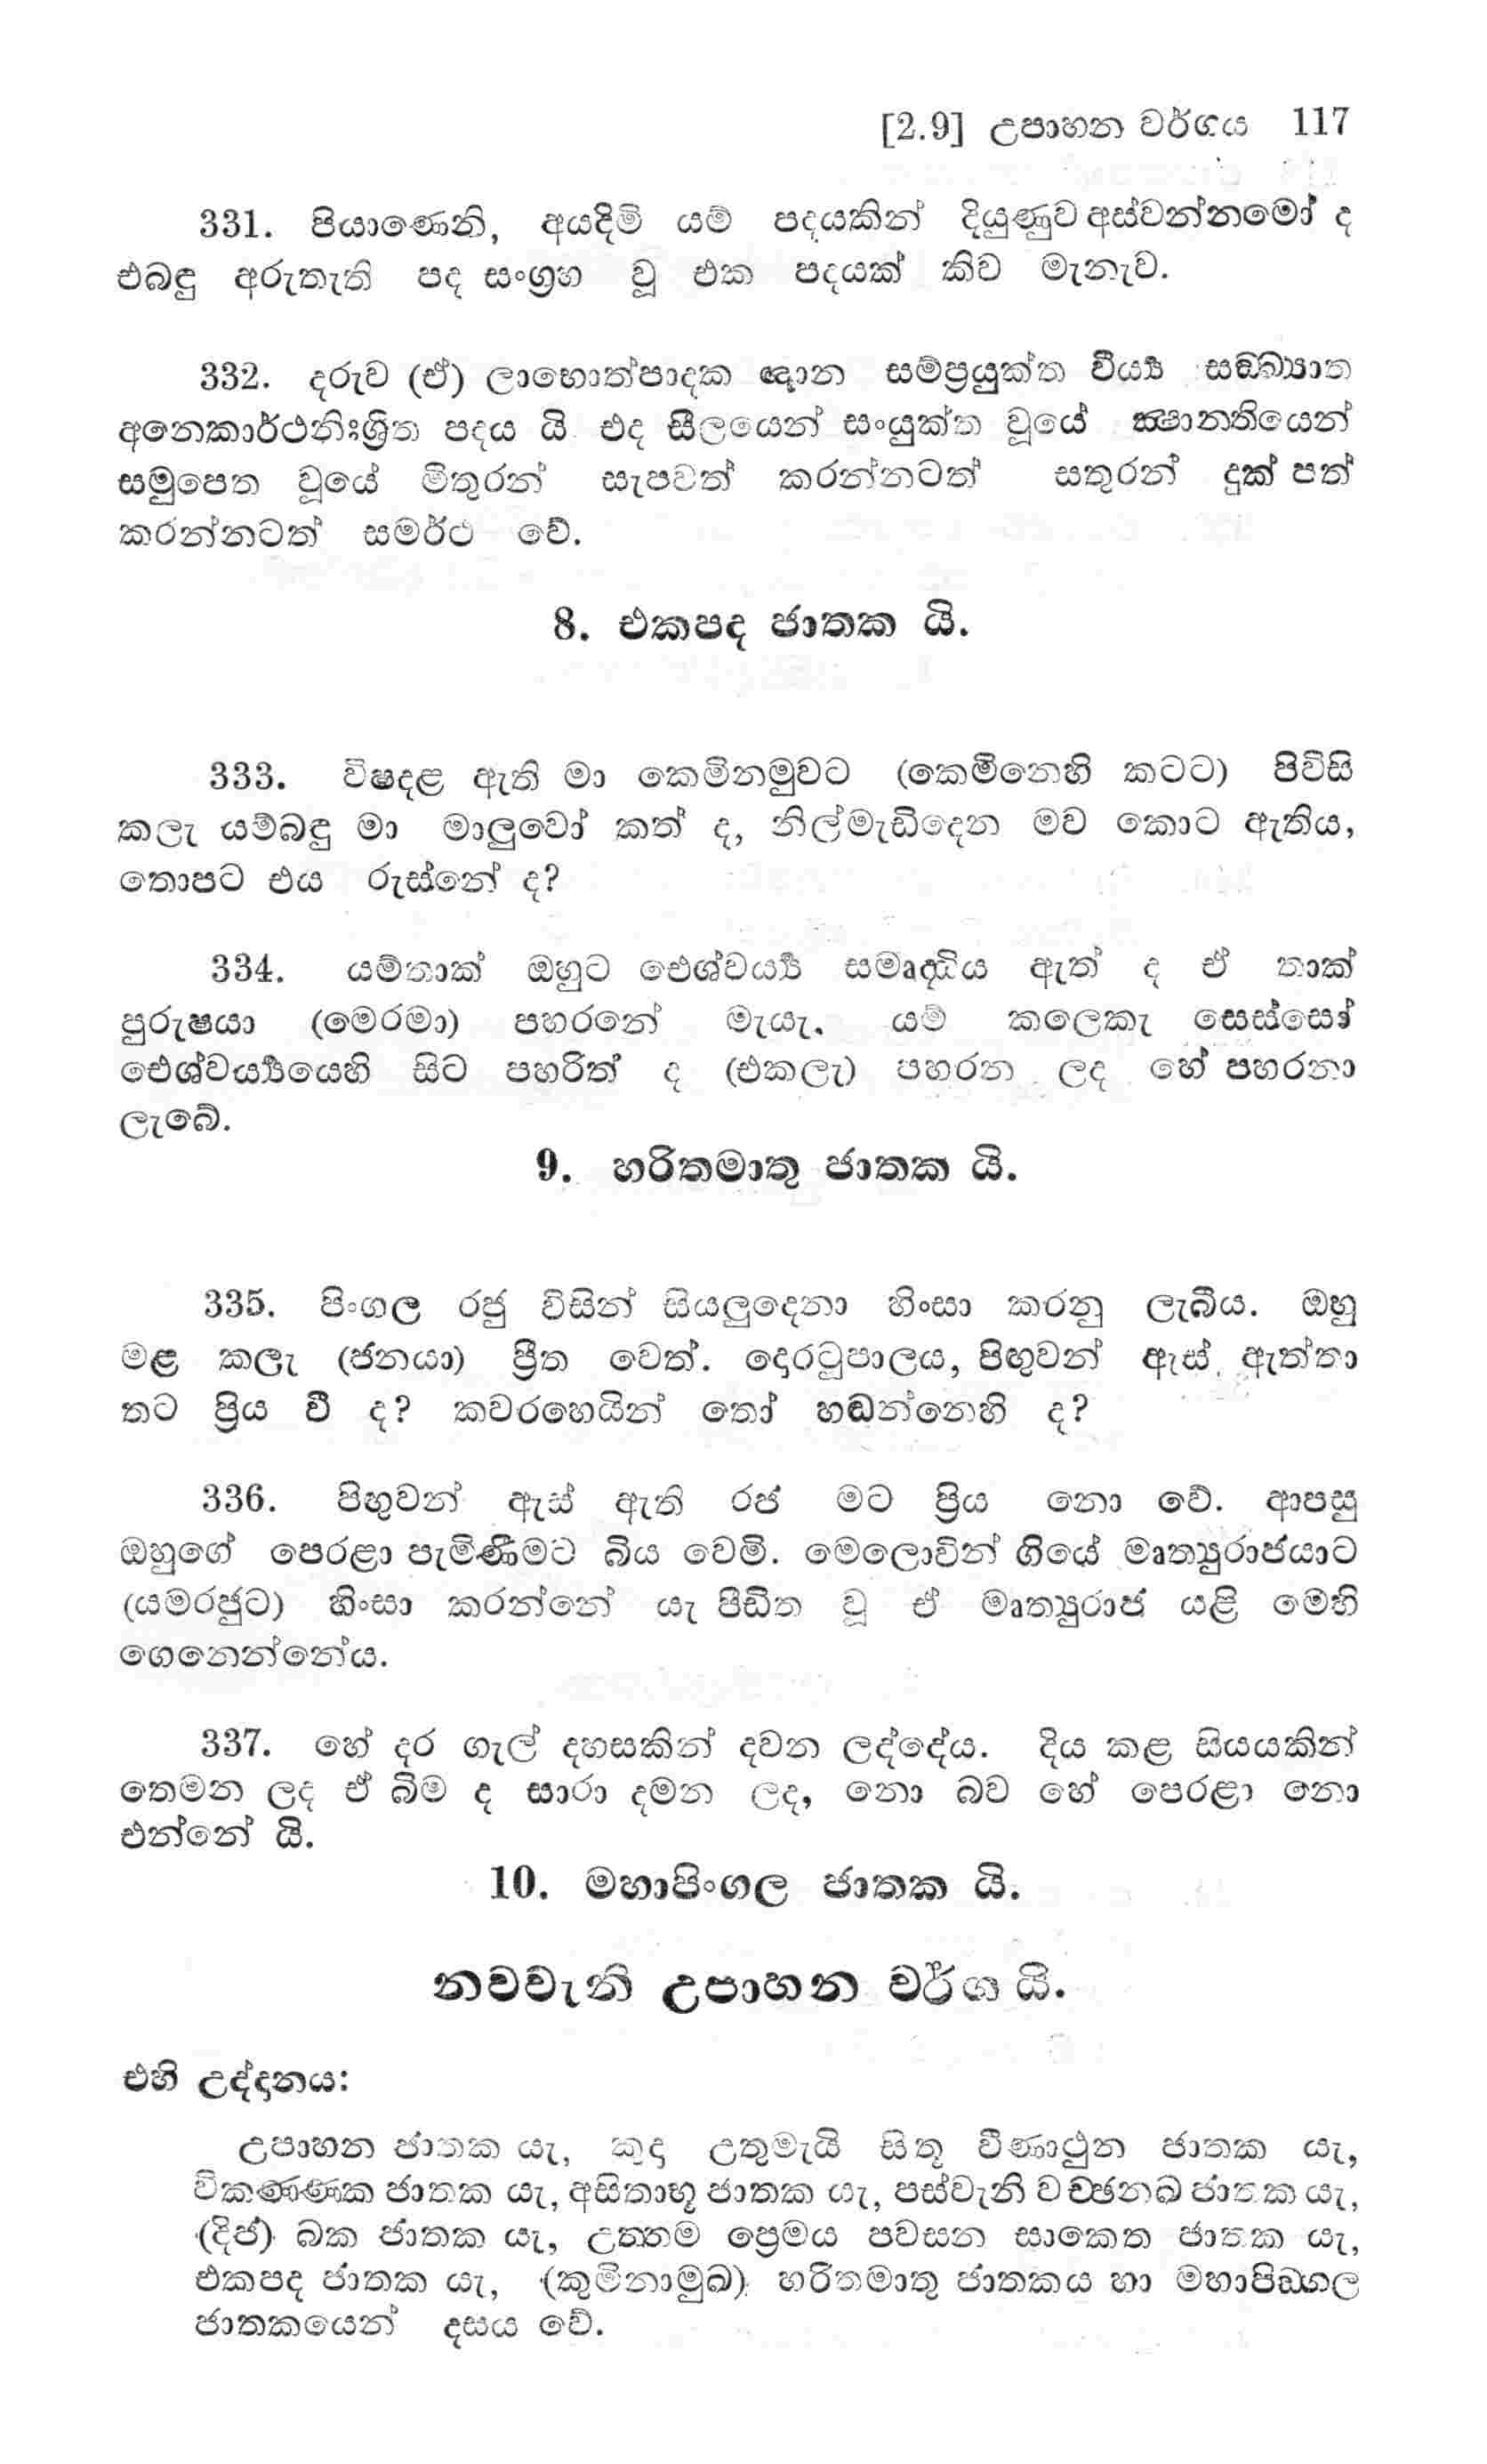 [2.9] උපාහන වර්ගය 117
331. පියාණෙනි, අයදිමි යම් පදයකින් දියුණුව අස්වන්නමෝ ද
එබඳු අරුතැති පද සංග්‍රහ වූ එක පදයක් කිව මැනැව.
332. දරුව (ඒ) ලාභොත්පාදක ඥාන සම්ප්‍රයුක්ත වීර්‍ය්‍ය සඞ්ඛ්‍යාත
අනෙකාර්ථනිඃශ්‍රිත පදය යි එද සීලයෙන් සංයුක්ත වූයේ ක්‍ෂාන්තියෙන්
සමුපෙත වූයේ මිතුරන් සැපවත් කරන්නටත් සතුරන් දුක් පත්
කරන්නටත් සමර්ථ වේ.
8. එකපද ජාතක යි.
333. විෂදළ ඇති මා කෙමිනමුවට (කෙමිනෙහි කටට) පිවිසි
කලැ යම්බඳු මා මාලුවෝ කත් ද, නිල්මැඩිදෙන මව කොට ඇතිය,
තොපට එය රුස්නේ ද?
334. යම්තාක් ඔහුට ඓශ්වර්‍ය්‍ය සමෘද්ධිය ඇත් ද ඒ තාක්
පුරුෂයා (මෙරමා) පහරනේ මැයැ. යම් කලෙකැ සෙස්සෝ
ඓශ්වර්‍ය්‍යයෙහි සිට පහරිත් ද (එකලැ) පහරන ලද හේ පහරනා
ලැබේ.
9. හරිතමාතු ජාතක යි.
335. පිංගල රජු විසින් සියලුදෙනා හිංසා කරනු ලැබීය. ඔහු
මළ කලැ (ජනයා) ප්‍රීත වෙත්. දොරටුපාලය, පිඟුවන් ඇස් ඇත්තා
තට ප්‍රිය වී ද? කවරහෙයින් තෝ හඬන්නෙහි ද?
336. පිඟුවන් ඇස් ඇති රජ මට ප්‍රිය නො වේ. ආපසු
ඔහුගේ පෙරළා පැමිණීමට බිය වෙමි. මෙලොවින් ගියේ මෘත්‍යුරාජයාට
(යමරජුට) හිංසා කරන්නේ යැ පීඩිත වූ ඒ මෘත්‍යුරාජ යළි මෙහි
ගෙනෙන්නේය.
337. හේ දර ගැල් දහසකින් දවන ලද්දේය. දිය කළ සියයකින්
තෙමන ලද ඒ බිම ද සාරා දමන ලද, නො බව හේ පෙරළා නො
එන්නේ යි.
10. මහාපිංගල ජාතක යි.
නවවැනි උපාහන වර්ග යි.
එහි උද්දානය:
උපාහන ජාතක යැ, කුදු උතුමැයි සිතූ වීණාථුන ජාතක යැ,
විකණ්ණක ජාතක යැ, අසිතාභූ ජාතක යැ, පස්වැනි වච්ඡනඛ ජාතක යැ,
(දිජ) බක ජාතක යැ, උත්තම ප්‍රෙමය පවසන සාකෙත ජාතක යැ,
එකපද ජාතක යැ, (කුමිනාමුඛ) හරිතමාතු ජාතකය හා මහාපිඞ්ගල
ජාතකයෙන් දසය වේ.